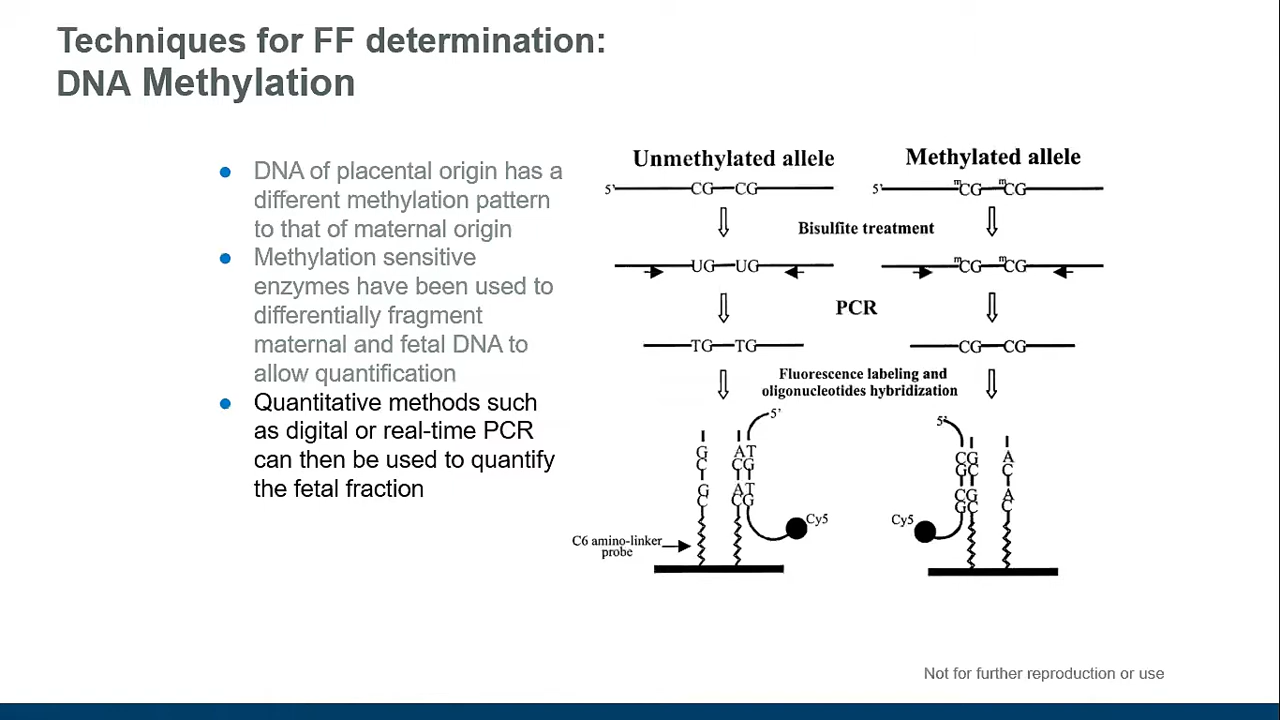 Techniques for FF determination:
DNA Methylation
● DNA of placental origin has a
different methylation pattern
to that of maternal origin
● Methylation sensitive
enzymes have been used to
differentially fragment
maternal and fetal DNA to
allow quantification
● Quantitative methods such
as digital or real-time PCR
can then be used to quantify
the fetal fraction
Unmethylated allele
Methylated allele
5' CG CG
5' mCG mCG
Bisulfite treatment
UG UG
mCG mCG
PCR
TG TG
CG CG
Fluorescence labeling and
oligonucleotides hybridization
5'
5'
G AT
C CG
G AT
C CG
CG A
GC C
CG A
GC C
Cy5
Cy5
C6 amino-linker
probe
Not for further reproduction or use